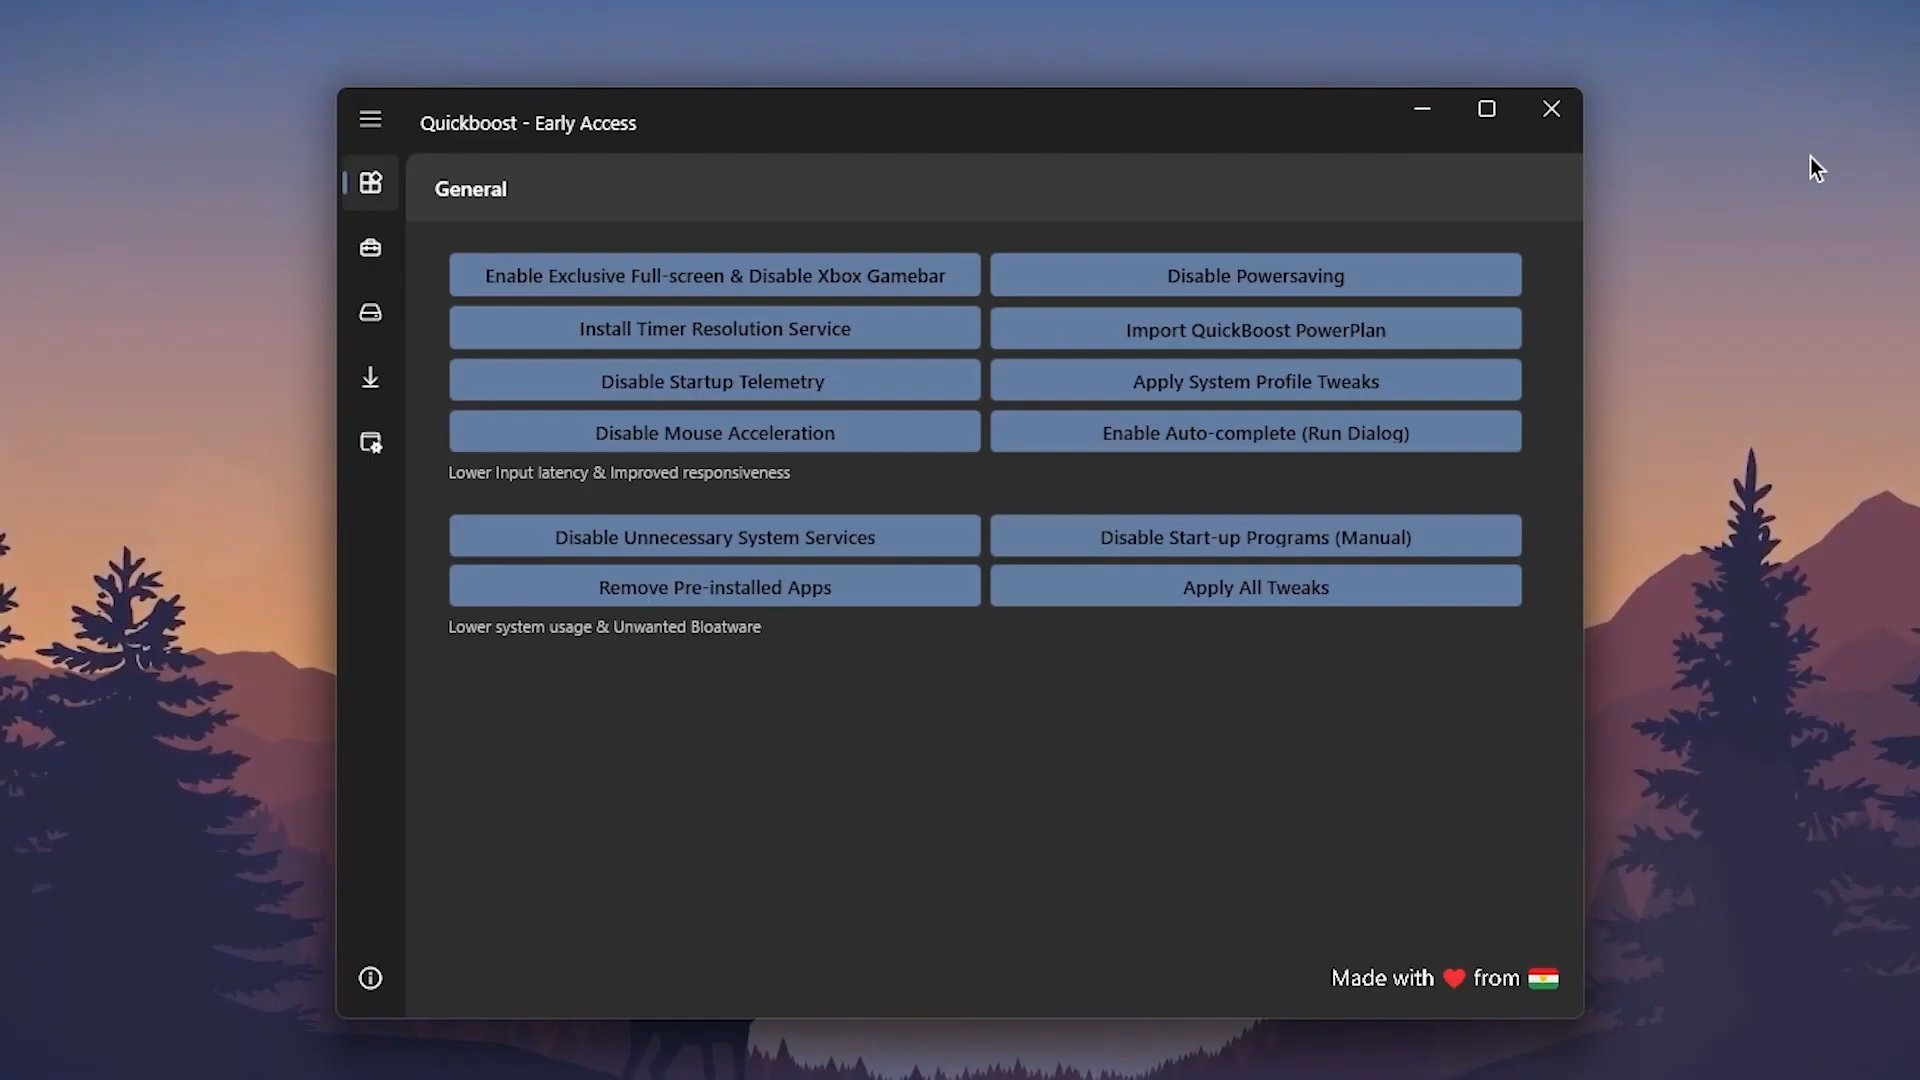 Quickboost - Early Access
General
Enable Exclusive Full-screen & Disable Xbox Gamebar
Disable Powersaving
Install Timer Resolution Service
Import QuickBoost PowerPlan
Disable Startup Telemetry
Apply System Profile Tweaks
Disable Mouse Acceleration
Enable Auto-complete (Run Dialog)
Lower Input latency & Improved responsiveness
Disable Unnecessary System Services
Disable Start-up Programs (Manual)
Remove Pre-installed Apps
Apply All Tweaks
Lower system usage & Unwanted Bloatware
Made with ❤ from